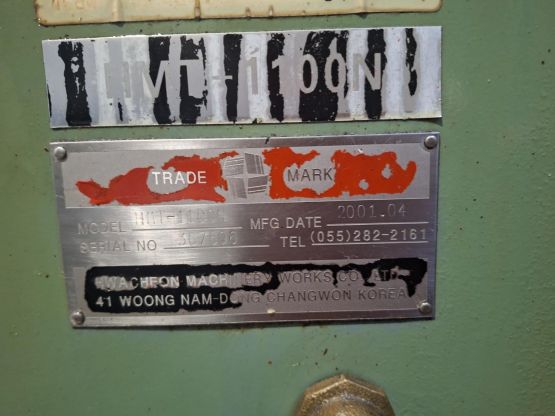 HMT-1100N
TRADE MARK
MODEL HMT-1100N MFG DATE 2001.04
SERIAL NO TEL (055)282-2161
HWACHEON MACHINERY WORKS CO.,LTD.
41 WOONG NAM-DONG CHANGWON KOREA